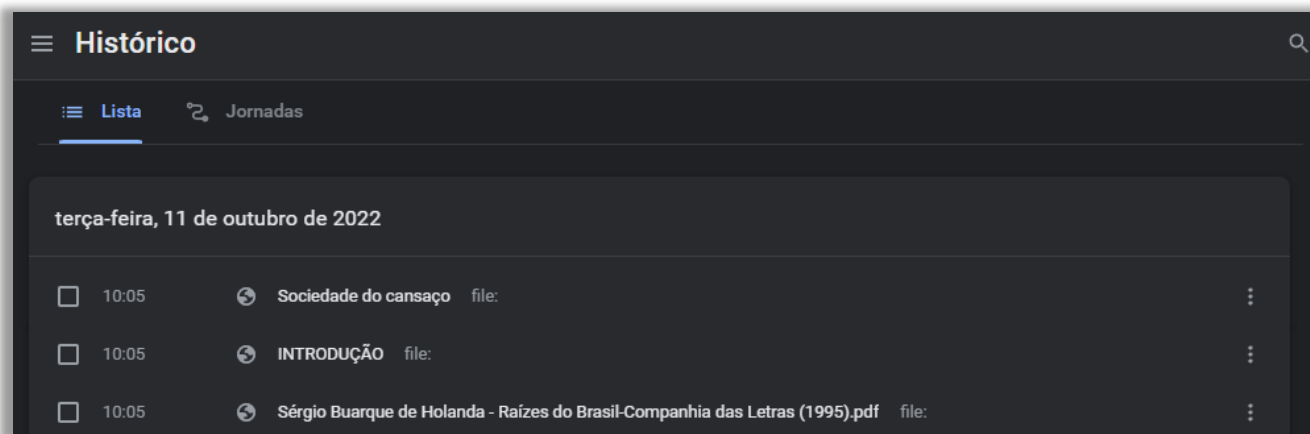 Histórico
Lista Jornadas
terça-feira, 11 de outubro de 2022
10:05 Sociedade do cansaço file:
10:05 INTRODUÇÃO file:
10:05 Sérgio Buarque de Holanda - Raízes do Brasil-Companhia das Letras (1995).pdf file: